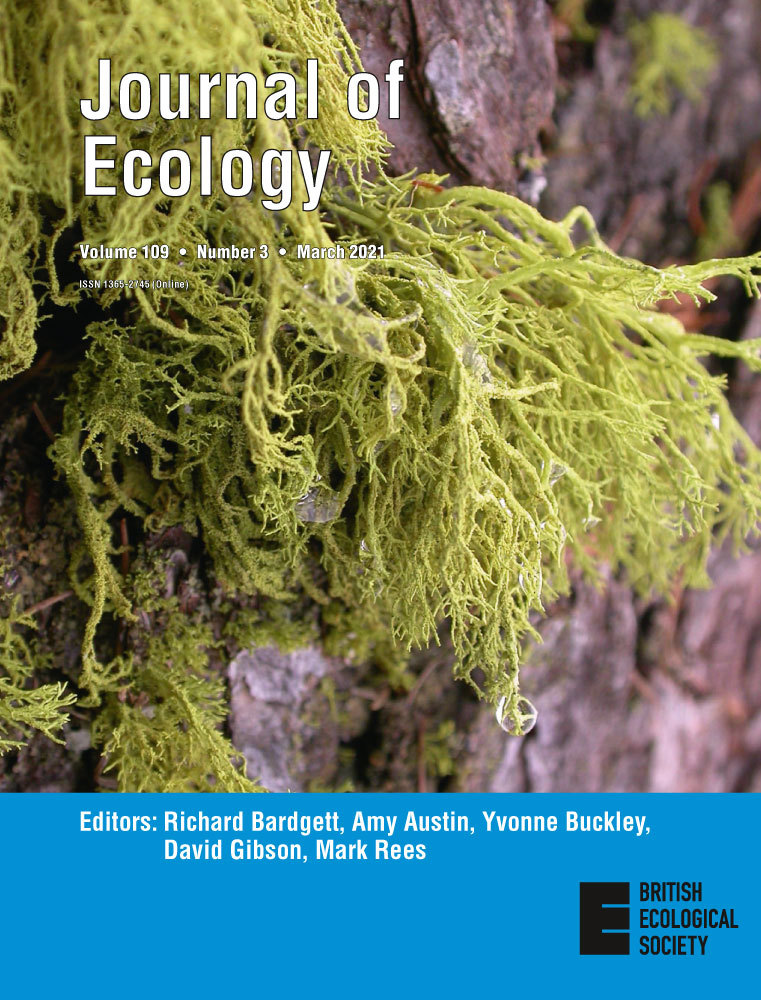 Journal of
Ecology
Volume 109 • Number 3 • March 2021
ISSN 1365-2745 (Online)
Editors: Richard Bardgett, Amy Austin, Yvonne Buckley,
David Gibson, Mark Rees
BRITISH
ECOLOGICAL
SOCIETY